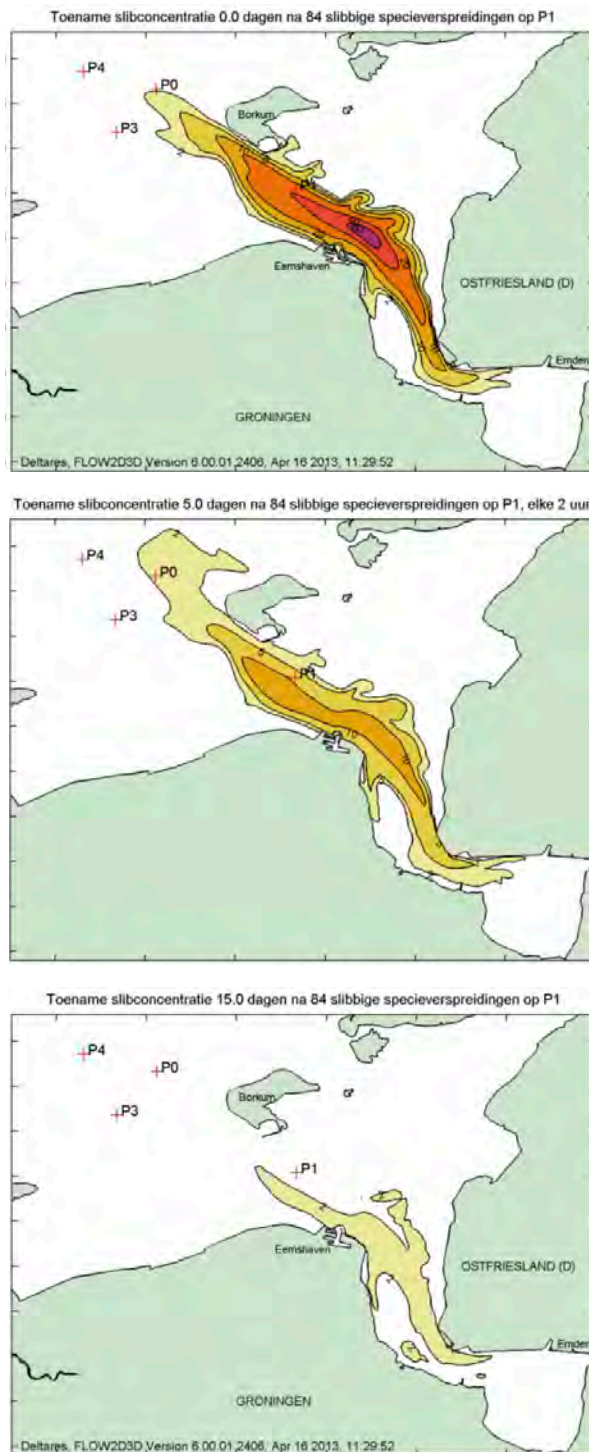 Toename slibconcentratie 0.0 dagen na 84 slibbige specieverspreidingen op P1
P4
P0
Borkum
P3
P1
Eemshaven
OSTFRIESLAND (D)
Emden
GRONINGEN
Deltares, FLOW2D3D Version 6.00.01.2406, Apr 16 2013, 11:29:52
Toename slibconcentratie 5.0 dagen na 84 slibbige specieverspreidingen op P1, elke 2 uur
P4
P0
P3
P1
10
Toename slibconcentratie 15.0 dagen na 84 slibbige specieverspreidingen op P1
P4
P0
Borkum
P3
P1
Eemshaven
OSTFRIESLAND (D)
Emden
GRONINGEN
Deltares, FLOW2D3D Version 6.00.01.2406, Apr 16 2013, 11:29:52